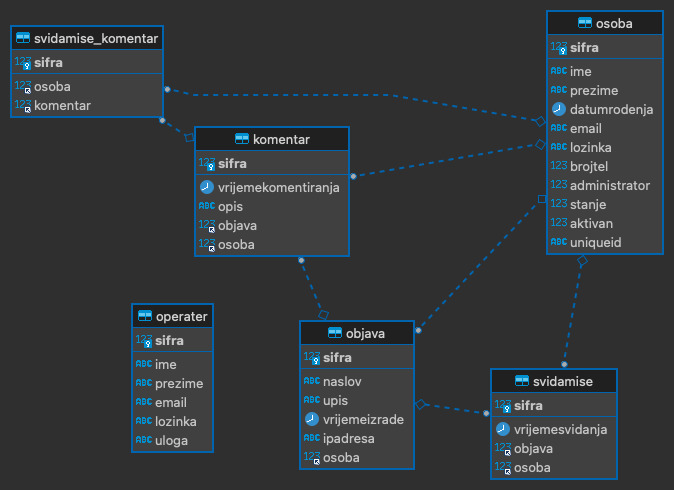 svidamise_komentar
123 sifra
123 osoba
123 komentar
osoba
123 sifra
ABC ime
ABC prezime
datumrodenja
ABC email
ABC lozinka
123 brojtel
123 administrator
123 stanje
123 aktivan
ABC uniqueid
komentar
123 sifra
vrijemekomentiranja
ABC opis
123 objava
123 osoba
operater
123 sifra
ABC ime
ABC prezime
ABC email
ABC lozinka
ABC uloga
objava
123 sifra
ABC naslov
ABC upis
vrijemeizrade
ABC ipadresa
123 osoba
svidamise
123 sifra
vrijemesvidanja
123 objava
123 osoba